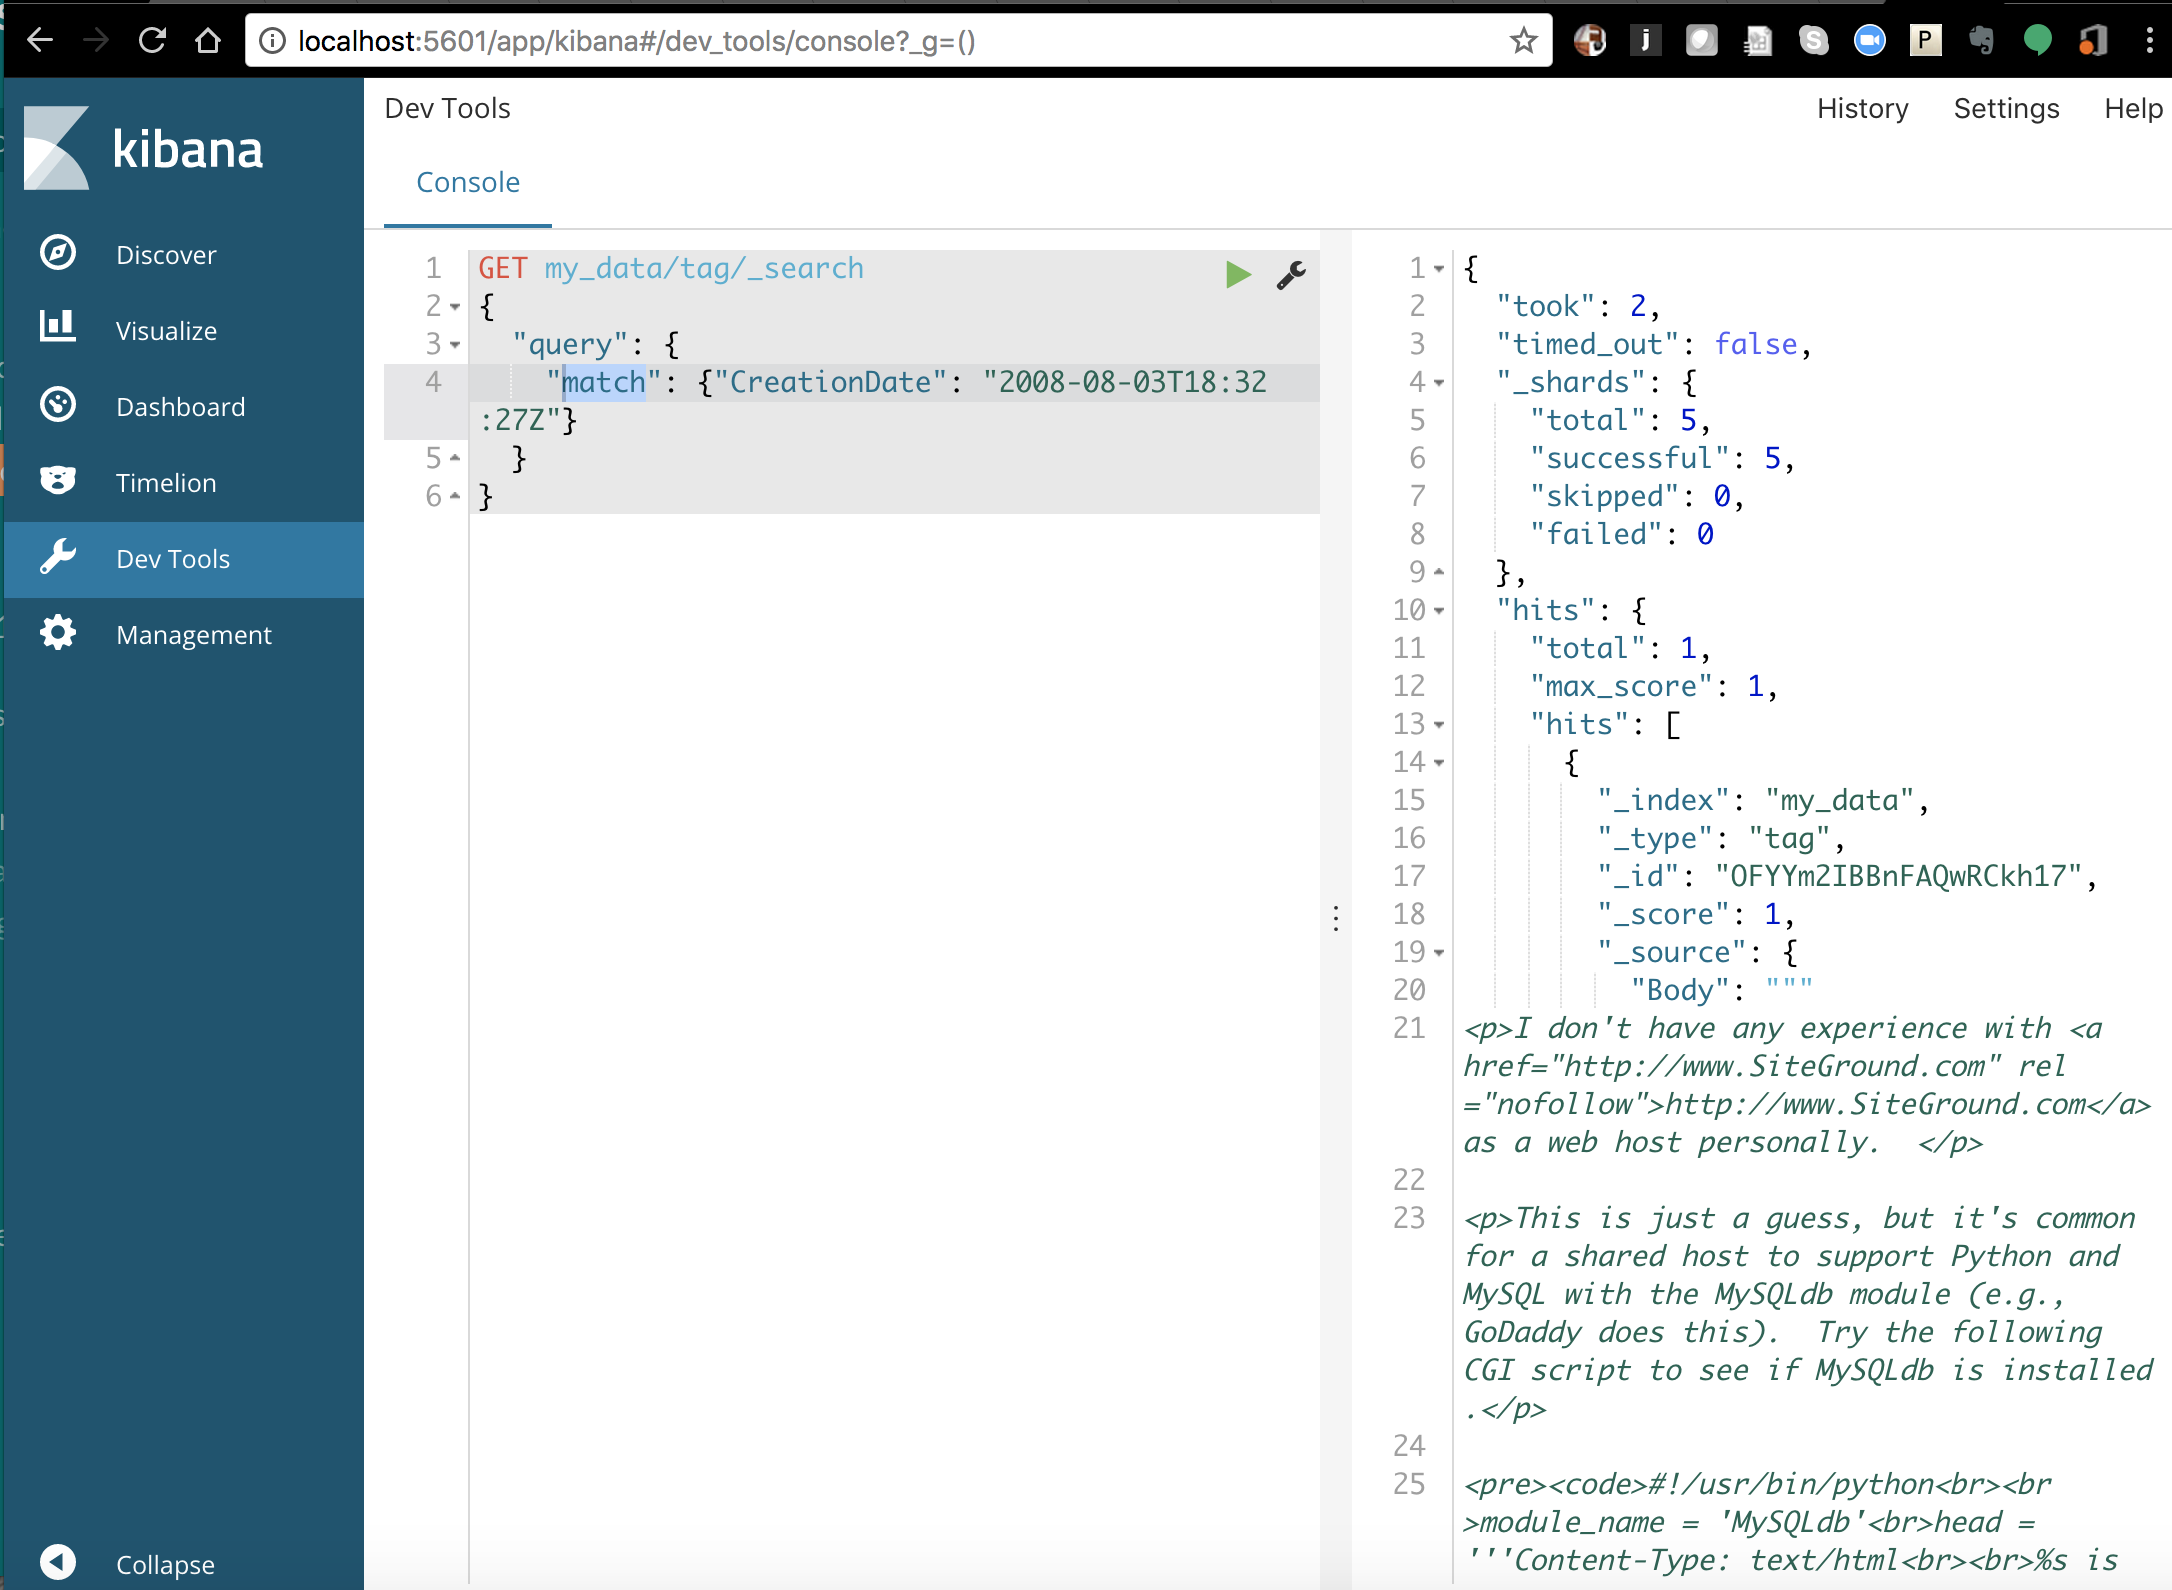 localhost:5601/app/kibana#/dev_tools/console?_g=()
kibana
Discover
Visualize
Dashboard
Timelion
Dev Tools
Management
Collapse
Dev Tools
History Settings Help
Console
1 GET my_data/tag/_search
2 {
3 "query": {
4 "match": {"CreationDate": "2008-08-03T18:32
:27Z"}
5 }
6 }
1 {
2 "took": 2,
3 "timed_out": false,
4 "_shards": {
5 "total": 5,
6 "successful": 5,
7 "skipped": 0,
8 "failed": 0
9 },
10 "hits": {
11 "total": 1,
12 "max_score": 1,
13 "hits": [
14 {
15 "_index": "my_data",
16 "_type": "tag",
17 "_id": "OFYYm2IBBnFAQwRCkh17",
18 "_score": 1,
19 "_source": {
20 "Body": """
21 <p>I don't have any experience with <a
href="http://www.SiteGround.com" rel
="nofollow">http://www.SiteGround.com</a>
as a web host personally.  </p>
22
23 <p>This is just a guess, but it's common
for a shared host to support Python and
MySQL with the MySQLdb module (e.g.,
GoDaddy does this).  Try the following
CGI script to see if MySQLdb is installed
.</p>
24
25 <pre><code>#!/usr/bin/python<br><br
>module_name = 'MySQLdb'<br>head =
'''Content-Type: text/html<br><br>%s is